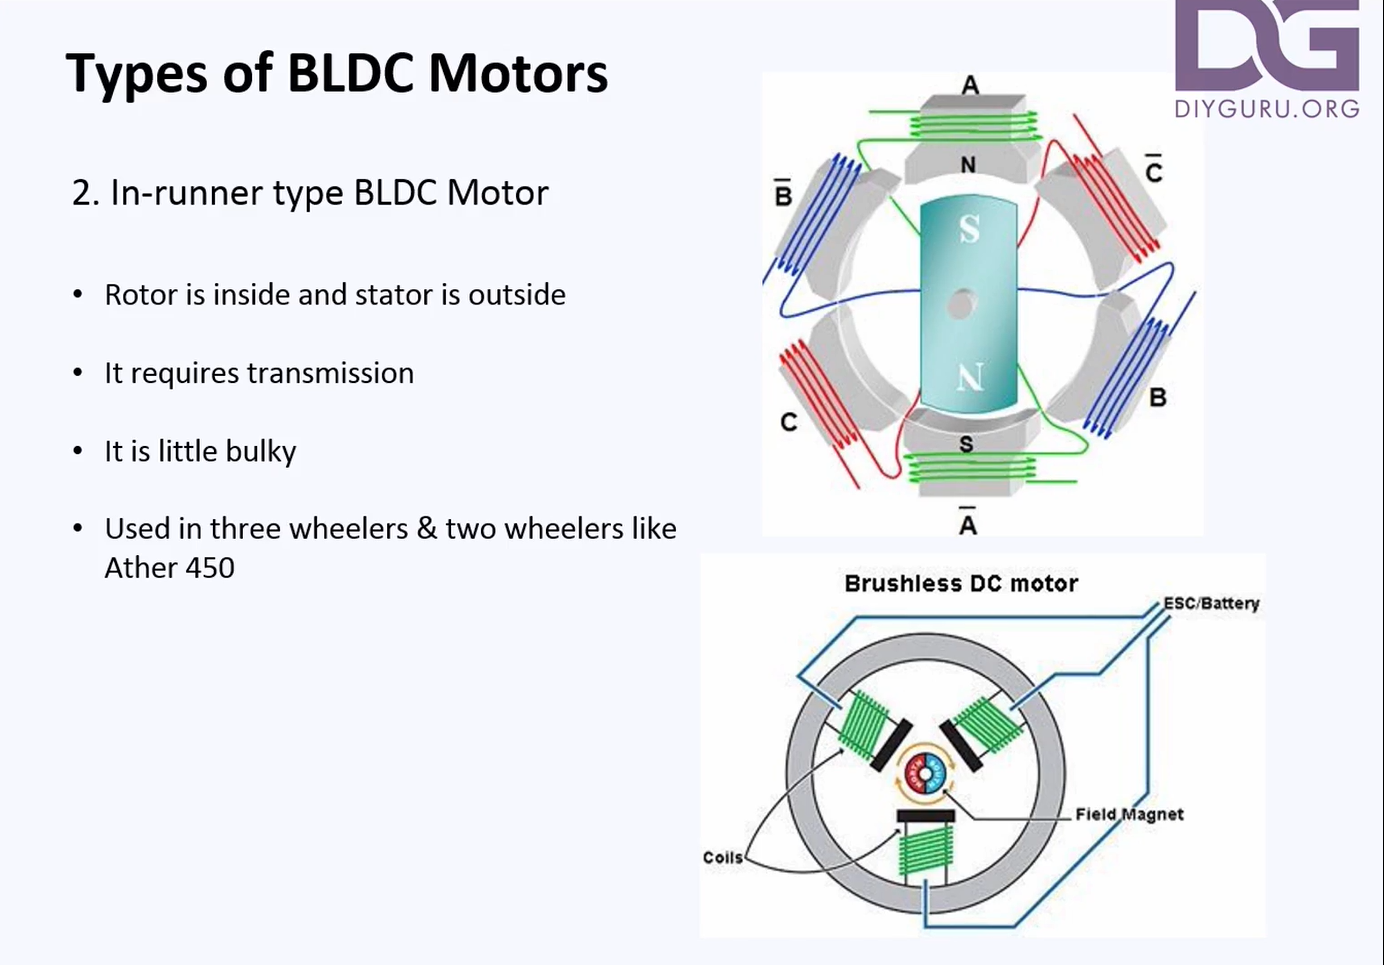 DG
DIYGURU.ORG
Types of BLDC Motors
2. In-runner type BLDC Motor
• Rotor is inside and stator is outside
• It requires transmission
• It is little bulky
• Used in three wheelers & two wheelers like
Ather 450
A
N
B̅
C̅
S
N
C
B
S
A̅
Brushless DC motor
ESC/Battery
NORTH
SOUTH
Field Magnet
Coils